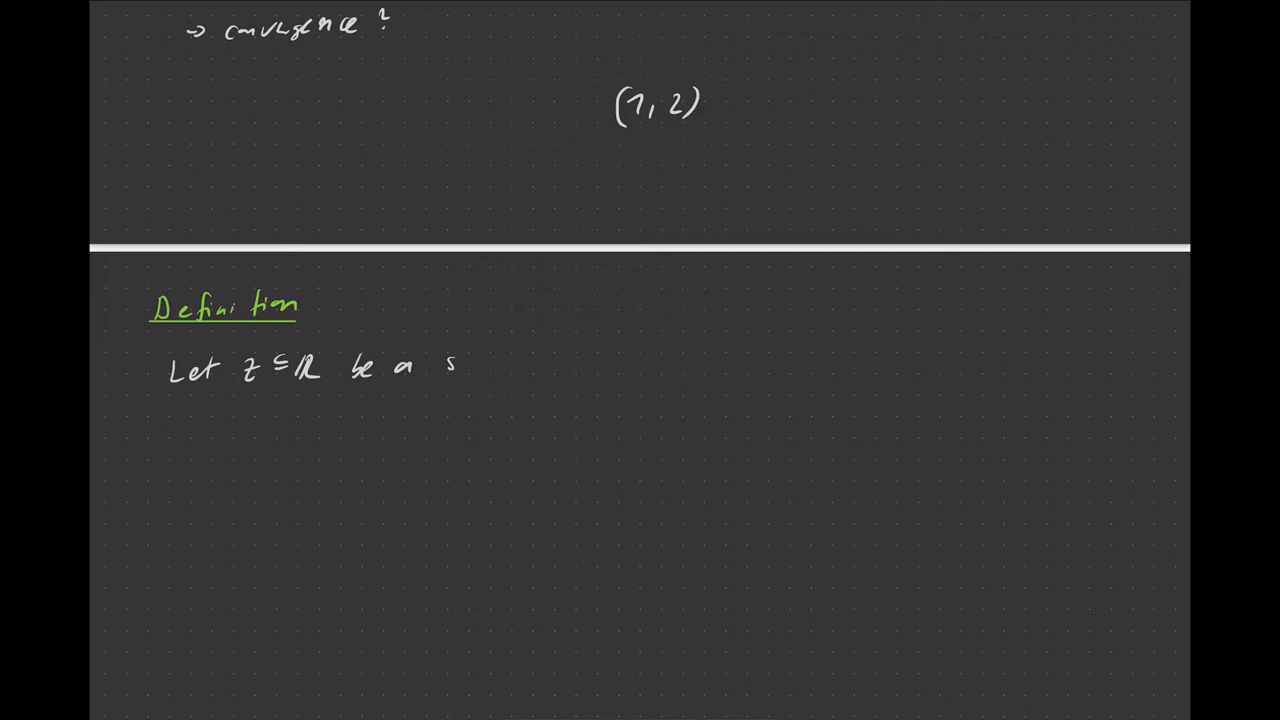 → convergence?
(1, 2)
Definition
Let z ⊆ ℝ be a s